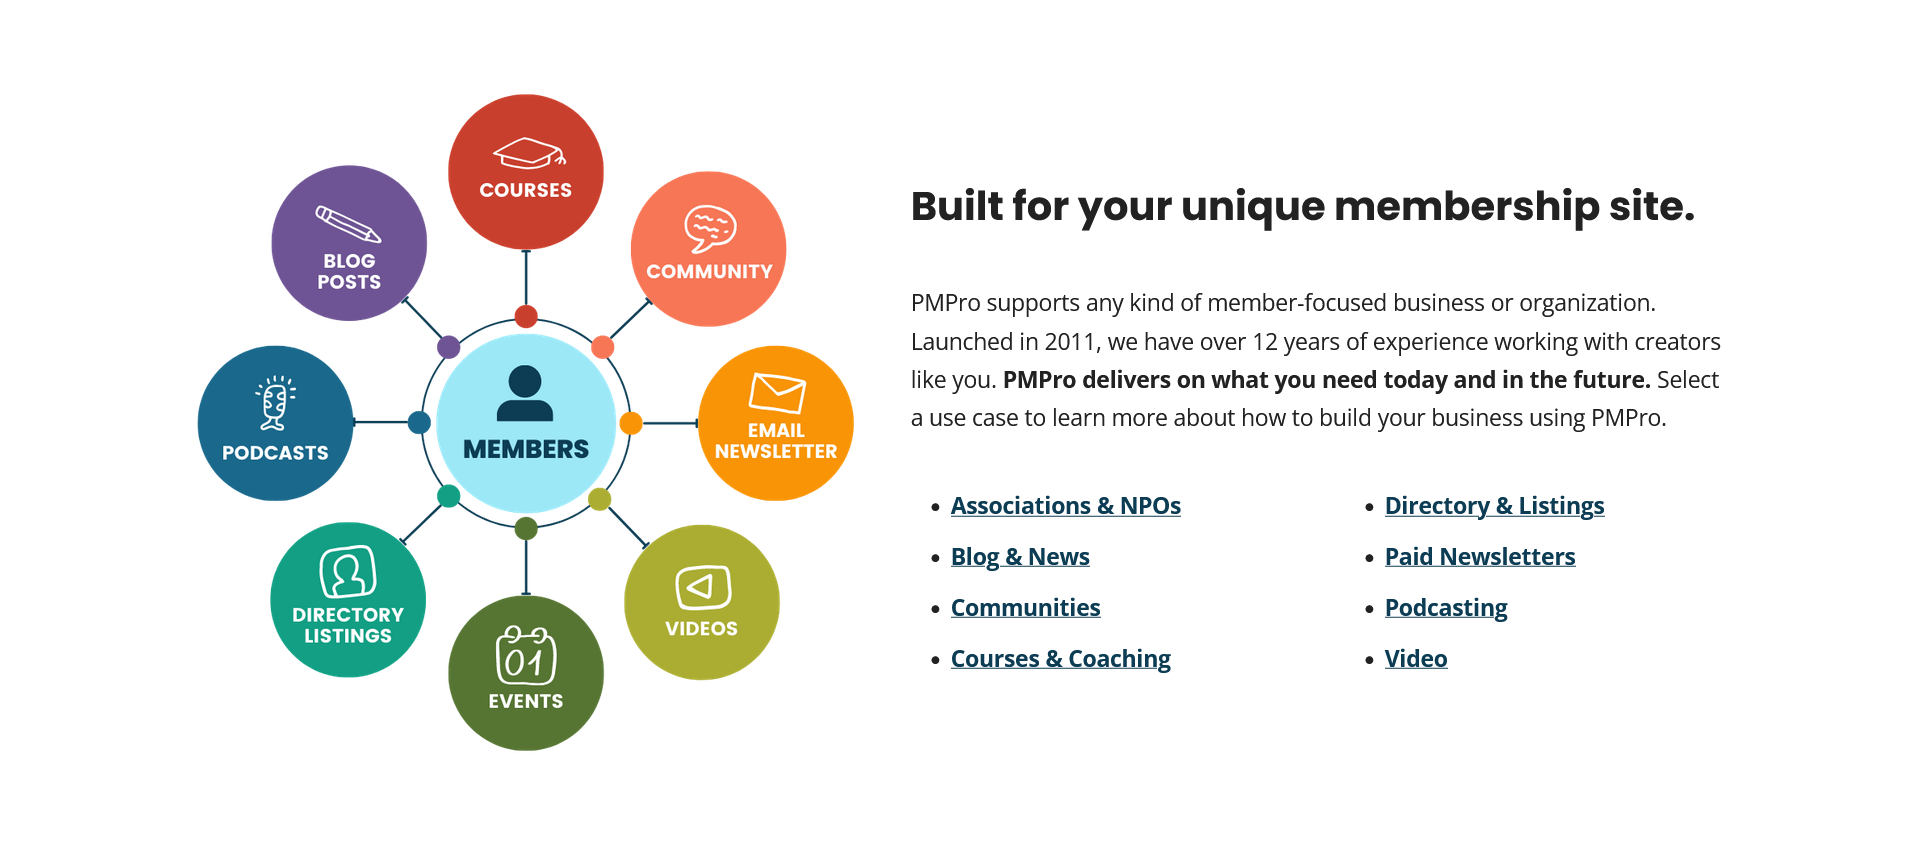 COURSES
BLOG
POSTS
COMMUNITY
PODCASTS
MEMBERS
EMAIL
NEWSLETTER
DIRECTORY
LISTINGS
VIDEOS
01
EVENTS
Built for your unique membership site.
PMPro supports any kind of member-focused business or organization.
Launched in 2011, we have over 12 years of experience working with creators
like you. PMPro delivers on what you need today and in the future. Select
a use case to learn more about how to build your business using PMPro.
Associations & NPOs
Blog & News
Communities
Courses & Coaching
Directory & Listings
Paid Newsletters
Podcasting
Video